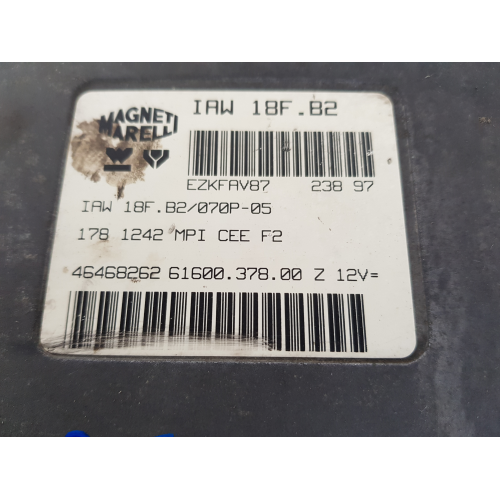 MAGNETI
MARELLI
IAW 18F.B2
EZKFAV87 238 97
IAW 18F.B2/070P-05
178 1242 MPI CEE F2
46468262 61600.378.00 Z 12V=